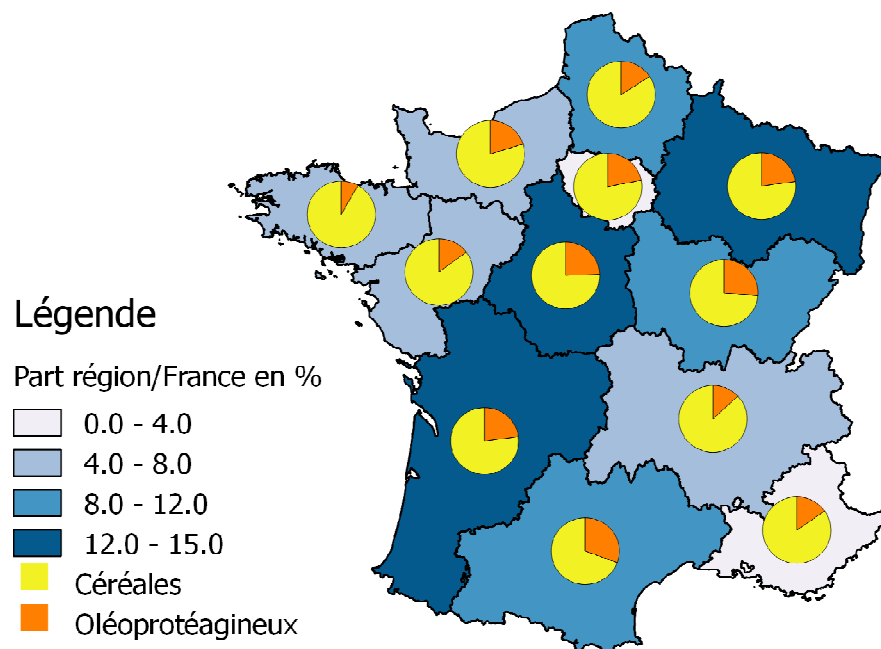 Légende
Part région/France en %
0.0 - 4.0
4.0 - 8.0
8.0 - 12.0
12.0 - 15.0
Céréales
Oléoprotéagineux